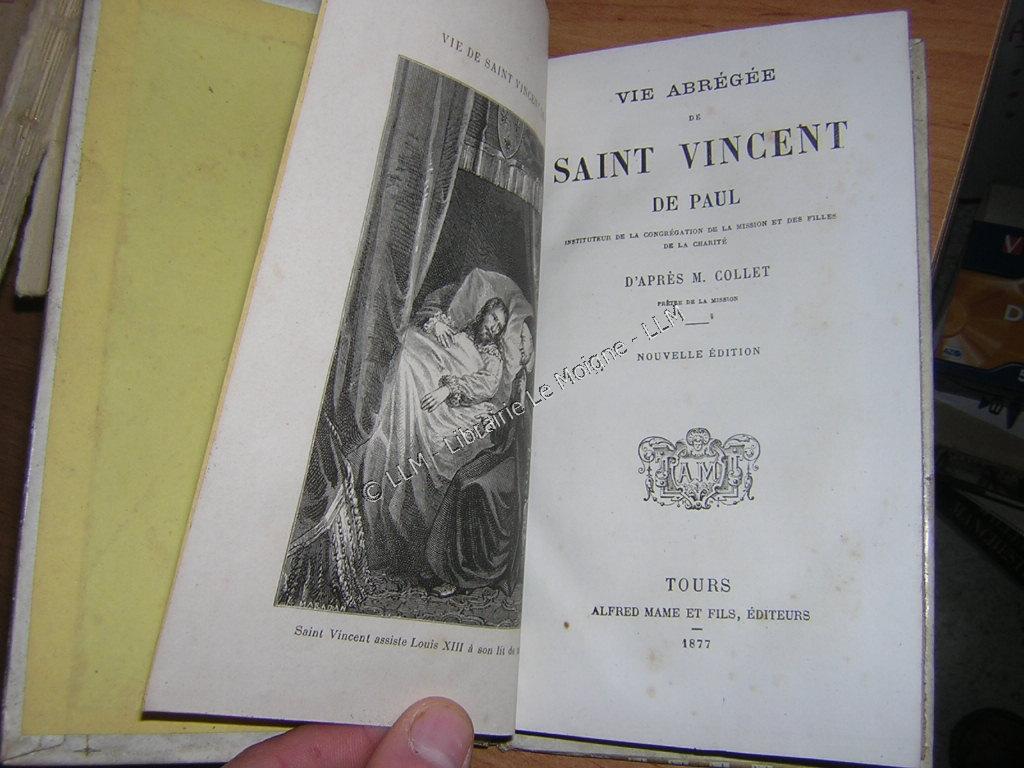 VIE DE SAINT VINCENT
MARADAN
Saint Vincent assiste Louis XIII à son lit de
VIE ABRÉGÉE
DE
SAINT VINCENT
DE PAUL
INSTITUTEUR DE LA CONGRÉGATION DE LA MISSION ET DES FILLES
DE LA CHARITÉ
D'APRÈS M. COLLET
PRÊTRE DE LA MISSION
NOUVELLE ÉDITION
AM
TOURS
ALFRED MAME ET FILS, ÉDITEURS
1877
© LLM - Librairie Le Moigne - LLM